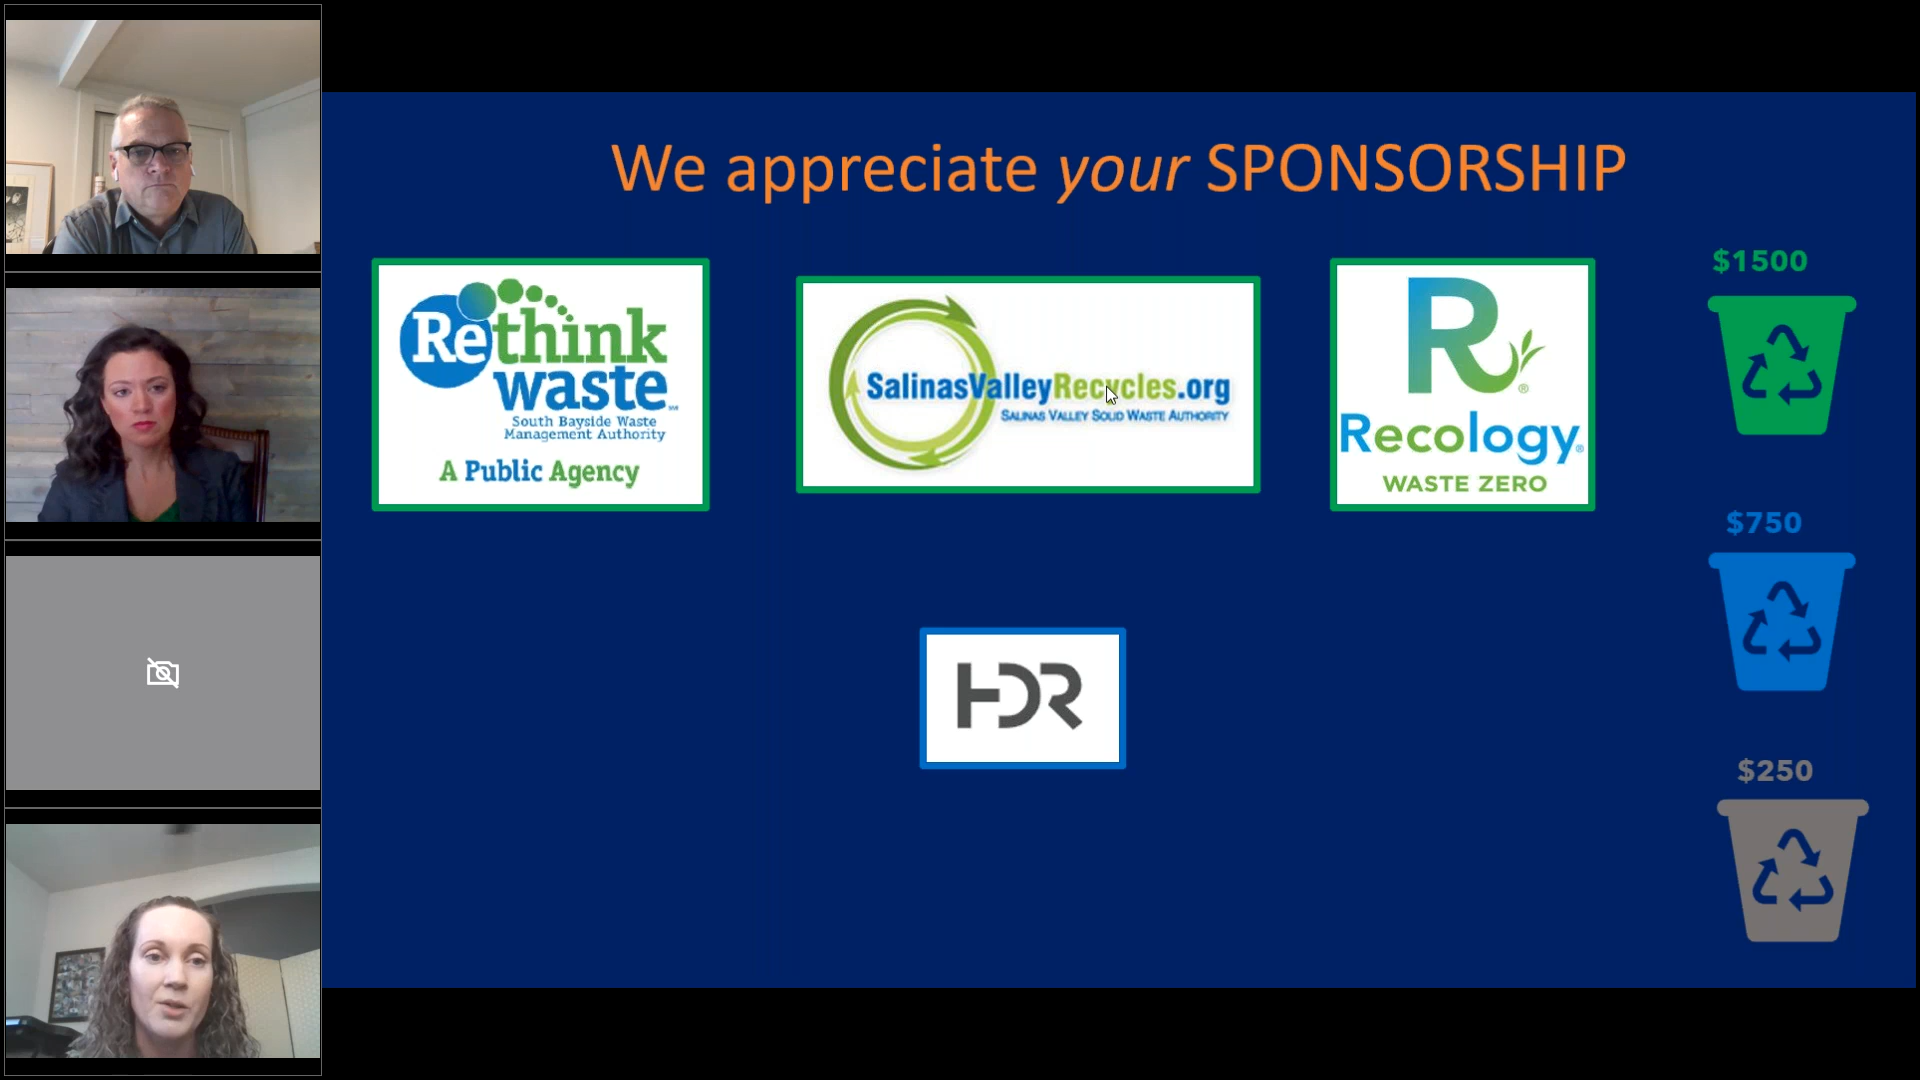 We appreciate your SPONSORSHIP
Rethink
waste
SM
South Bayside Waste
Management Authority
A Public Agency
SalinasValleyRecycles.org
SALINAS VALLEY SOLID WASTE AUTHORITY
R
®
Recology®
WASTE ZERO
HDR
$1500
$750
$250